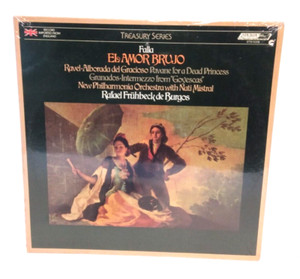 TREASURY SERIES
LONDON
Falla
EL AMOR BRUJO
Ravel-Alborada del Gracioso Pavane for a Dead Princess
Granados-Intermezzo from "Goyescas"
New Philharmonia Orchestra with Nati Mistral
Rafael Frühbeck de Burgos